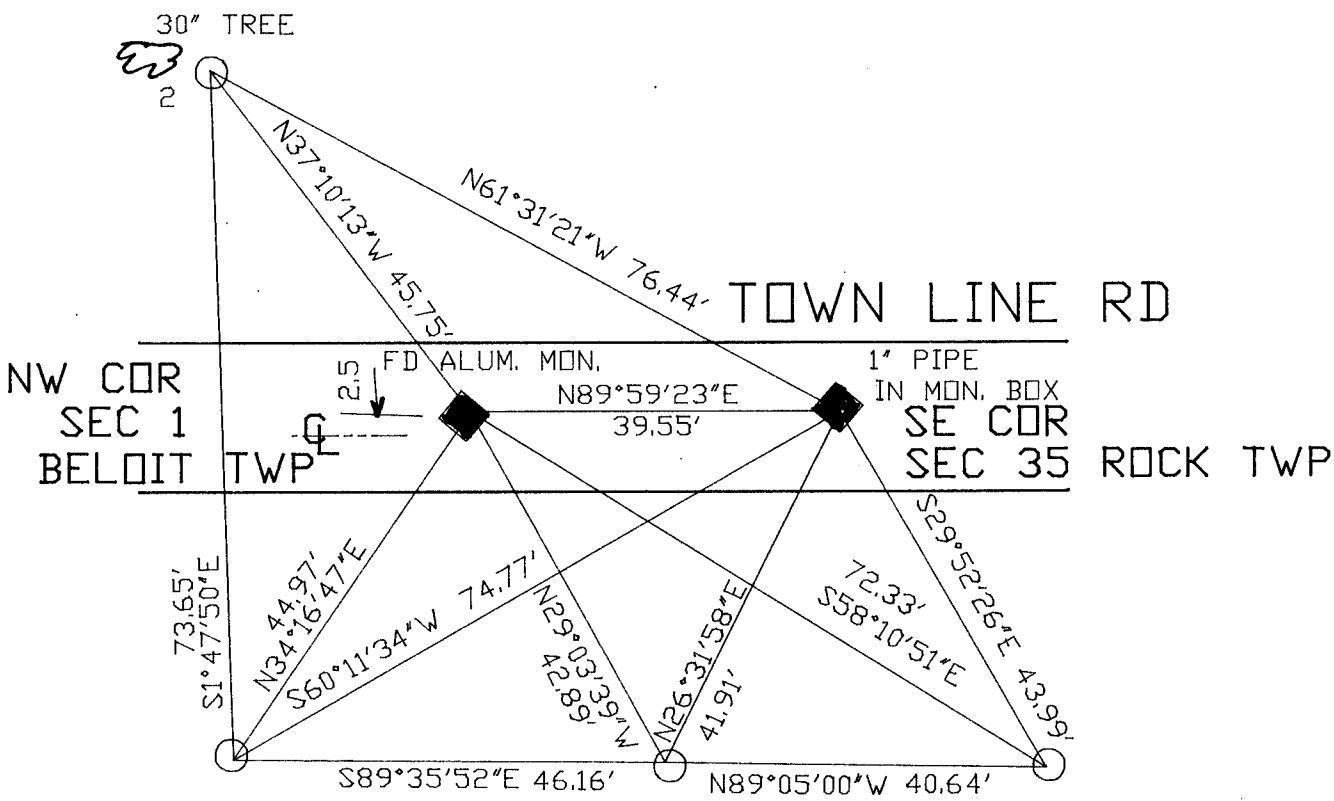 30" TREE
2
N37°10'13"W 45.75'
N61°31'21"W 76.44'
TOWN LINE RD
NW COR
SEC 1
BELOIT TWP
2.5
FD ALUM. MON.
N89°59'23"E
39.55'
1" PIPE
IN MON. BOX
SE COR
SEC 35 ROCK TWP
CL
73.65'
S1°47'50"E
44.97'
N34°16'47"E
S60°11'34"W 74.77'
N29°03'39"W
42.89'
N26°31'58"E
41.91'
72.33'
S58°10'51"E
S29°52'26"E 43.99'
S89°35'52"E 46.16'
N89°05'00"W 40.64'